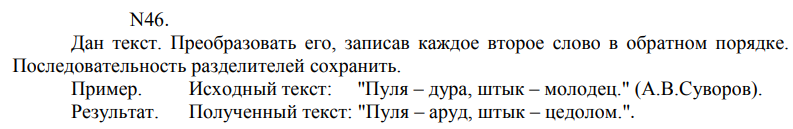 N46.
Дан текст. Преобразовать его, записав каждое второе слово в обратном порядке.
Последовательность разделителей сохранить.
Пример. Исходный текст: "Пуля – дура, штык – молодец." (А.В.Суворов).
Результат. Полученный текст: "Пуля – аруд, штык – цедолом.".